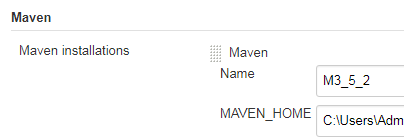 Maven
Maven installations
Maven
Name
M3_5_2
MAVEN_HOME
C:\Users\Adm